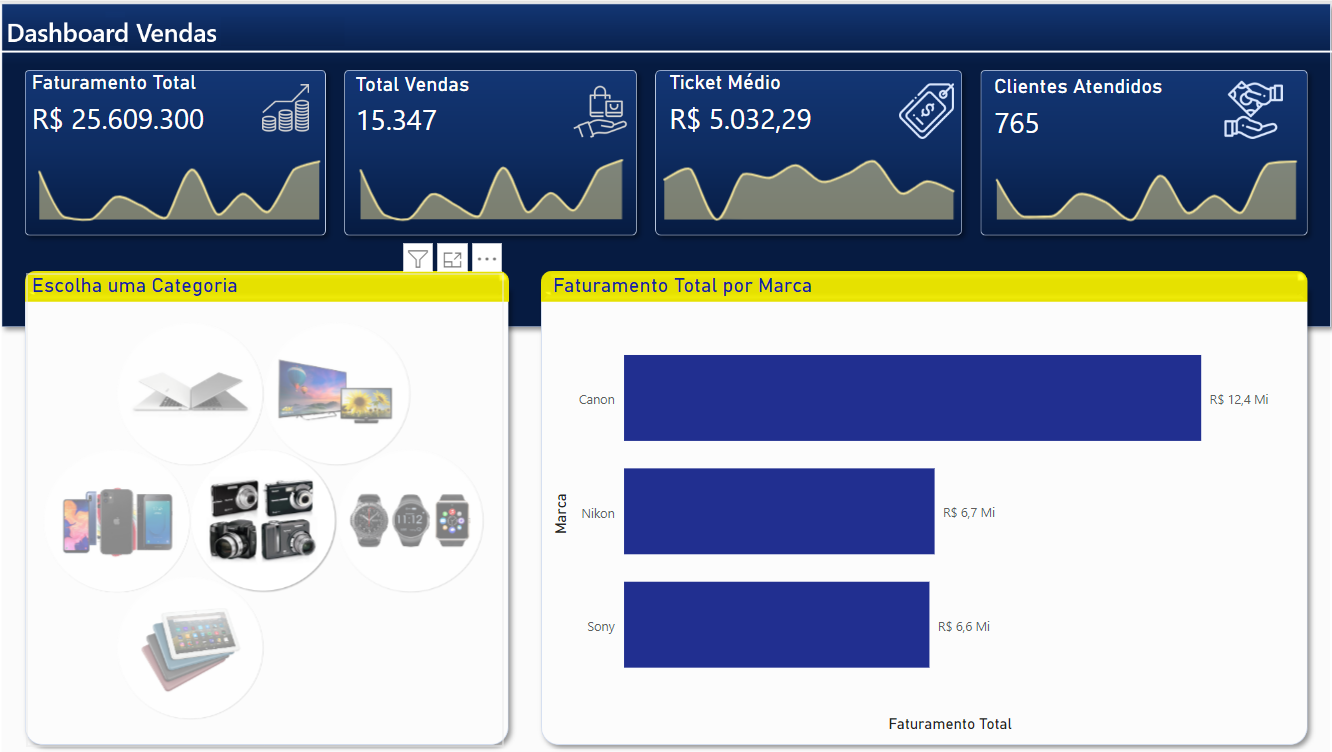 Dashboard Vendas
Faturamento Total
R$ 25.609.300
Total Vendas
15.347
Ticket Médio
R$ 5.032,29
Clientes Atendidos
765
Escolha uma Categoria
Faturamento Total por Marca
Marca
Canon
R$ 12,4 Mi
Nikon
R$ 6,7 Mi
Sony
R$ 6,6 Mi
Faturamento Total